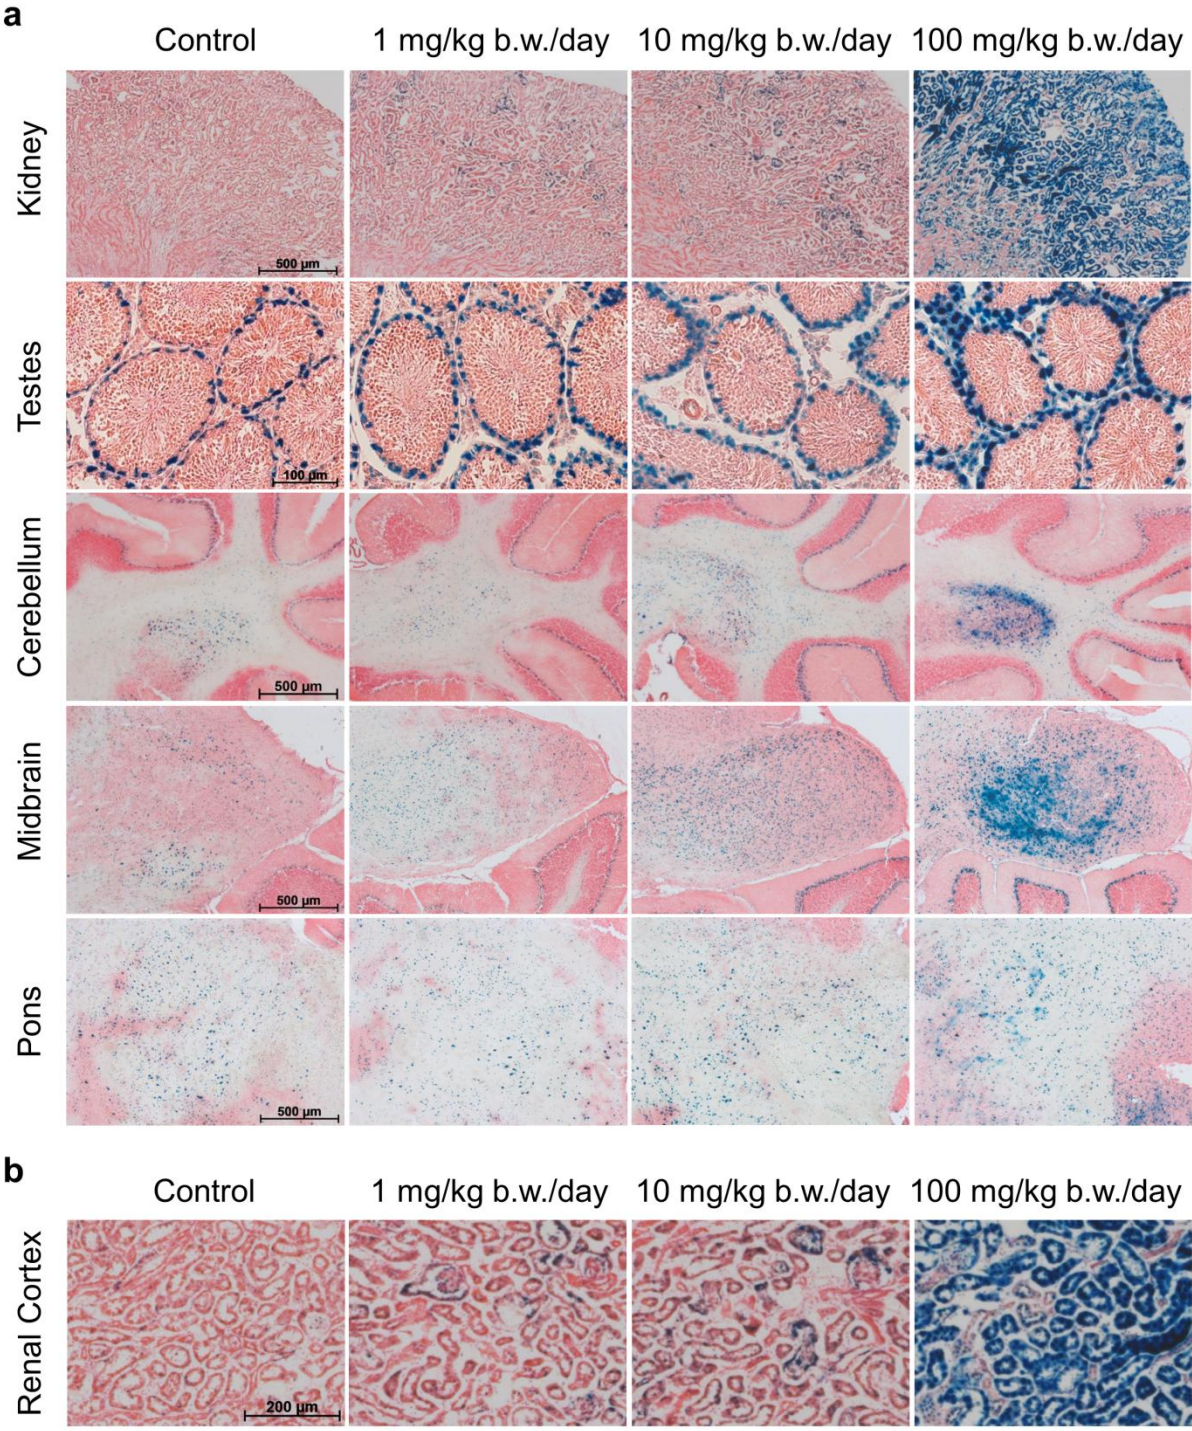 a
Control 1 mg/kg b.w./day 10 mg/kg b.w./day 100 mg/kg b.w./day
Kidney
500 µm
Testes
100 µm
Cerebellum
500 µm
Midbrain
500 µm
Pons
500 µm
b
Control 1 mg/kg b.w./day 10 mg/kg b.w./day 100 mg/kg b.w./day
Renal Cortex
200 µm